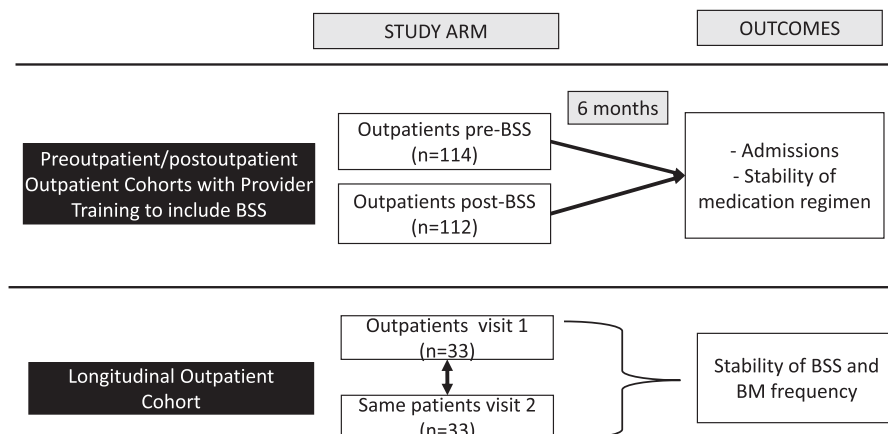 STUDY ARM
OUTCOMES
Preoutpatient/postoutpatient
Outpatient Cohorts with Provider
Training to include BSS
Outpatients pre-BSS
(n=114)
Outpatients post-BSS
(n=112)
6 months
- Admissions
- Stability of
medication regimen
Longitudinal Outpatient
Cohort
Outpatients visit 1
(n=33)
Same patients visit 2
(n=33)
Stability of BSS and
BM frequency